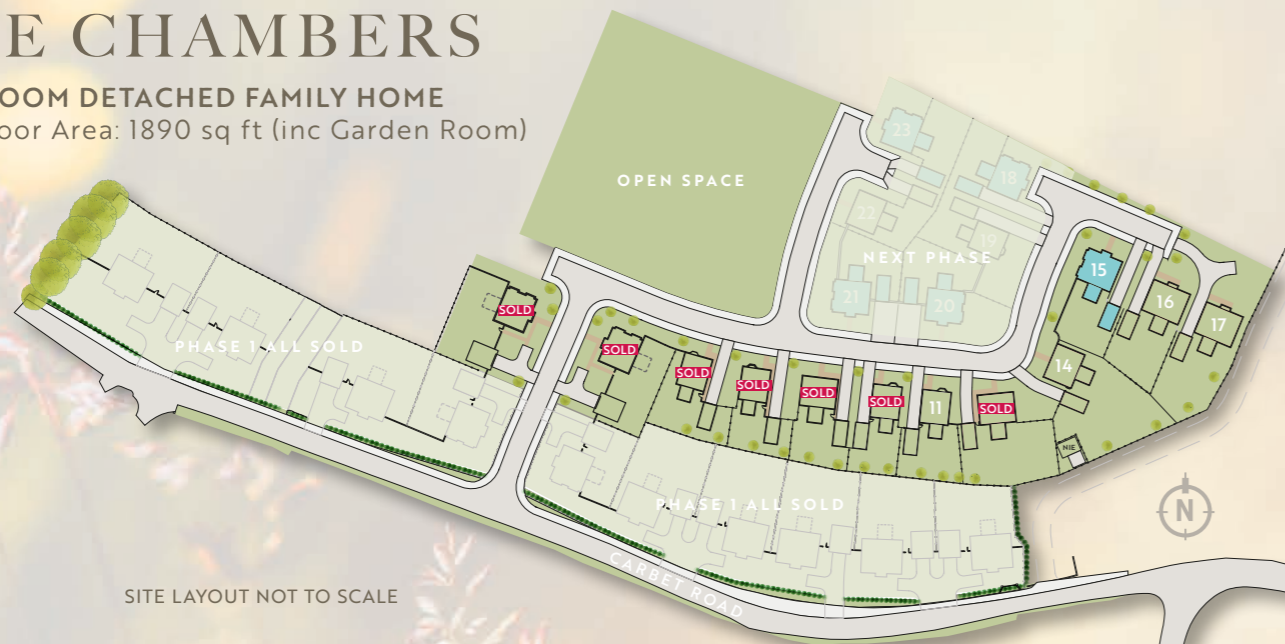 E CHAMBERS
OOM DETACHED FAMILY HOME
oor Area: 1890 sq ft (inc Garden Room)
OPEN SPACE
23
18
22
19
NEXT PHASE
21
20
15
16
17
14
SOLD
SOLD
SOLD
SOLD
SOLD
SOLD
11
SOLD
NIE
PHASE 1 ALL SOLD
PHASE 1 ALL SOLD
N
CARBET ROAD
SITE LAYOUT NOT TO SCALE